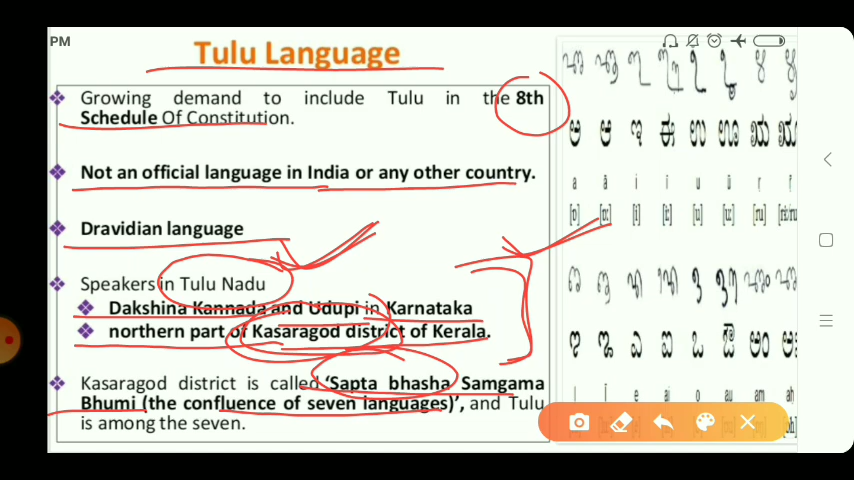 PM
Tulu Language
Growing demand to include Tulu in the 8th
Schedule Of Constitution.
Not an official language in India or any other country.
Dravidian language
Speakers in Tulu Nadu
Dakshina Kannada and Udupi in Karnataka
northern part of Kasaragod district of Kerala.
Kasaragod district is called 'Sapta bhasha Samgama
Bhumi (the confluence of seven languages)', and Tulu
is among the seven.
ಅ ಆ ಇ ಈ ಉ ಊ ಋ
a ā i ī u ū
[i] [iː] [u] [uː] [ru]
ಎ ಏ ಐ ಒ ಔ ಅಂ
e ai o au am ah